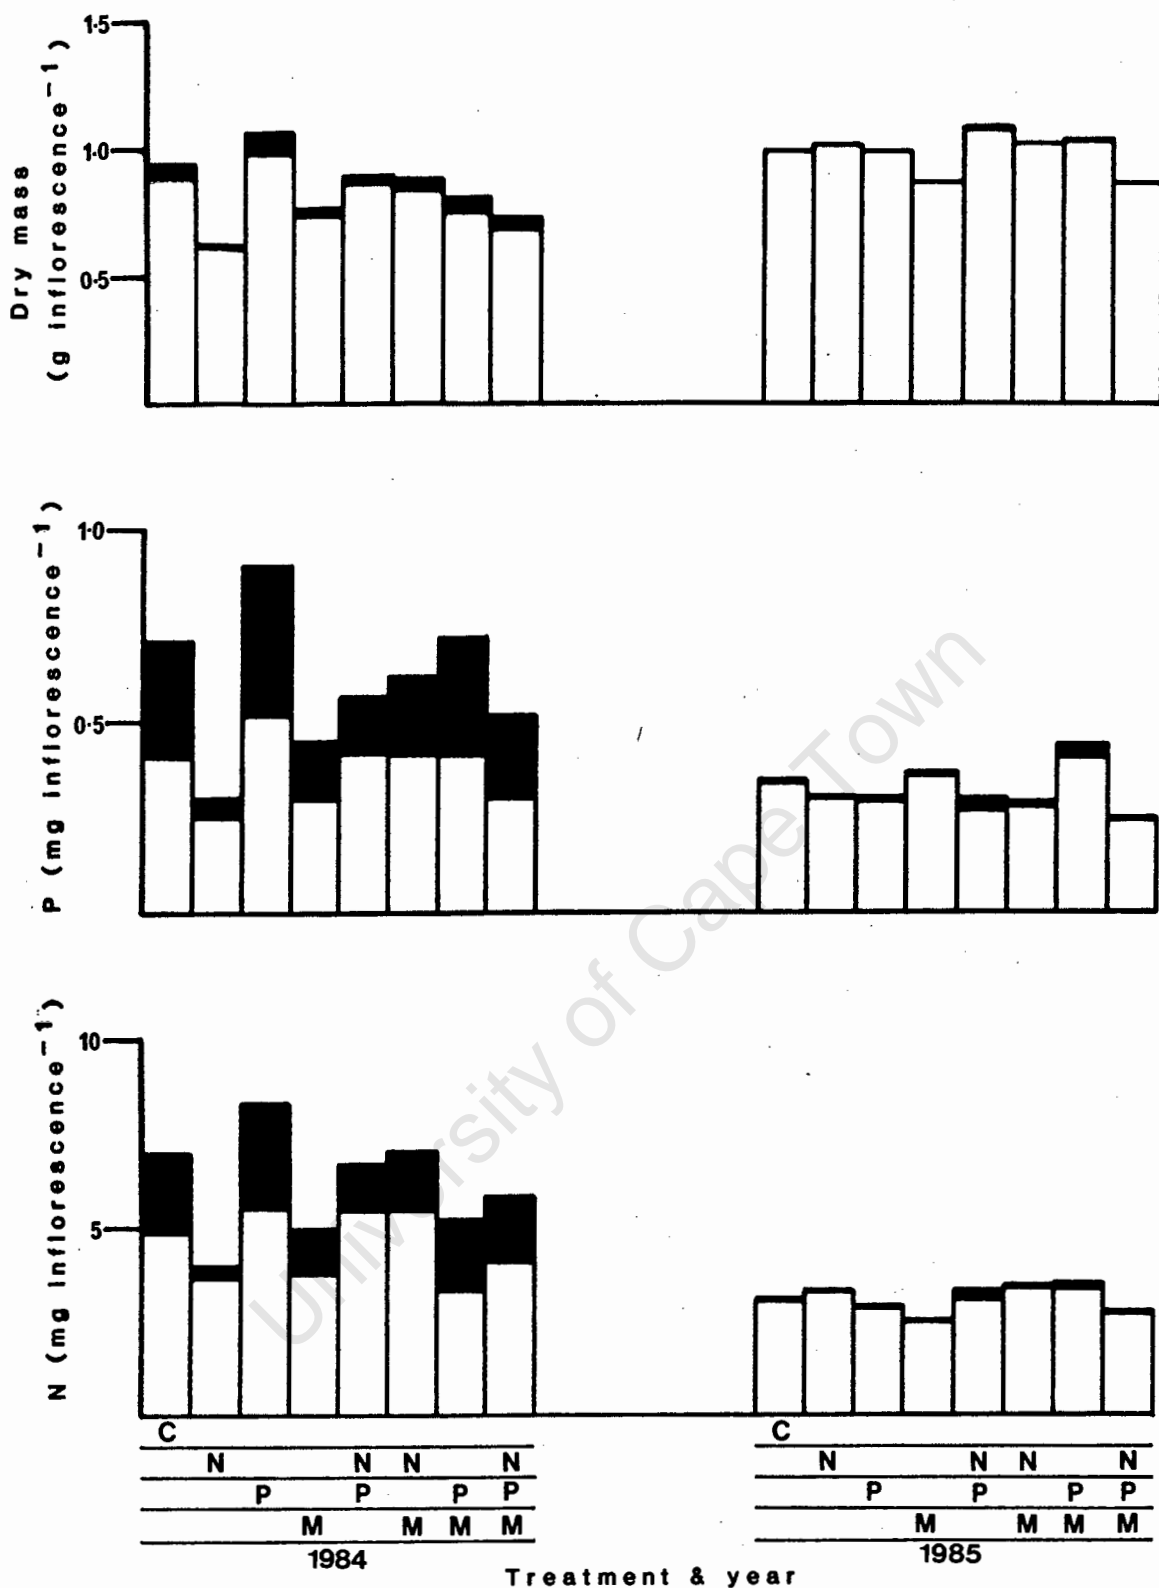 1·5
1·0
0·5
Dry mass
(g inflorescence−1)
1·0
0·5
P (mg inflorescence−1)
10
5
N (mg inflorescence−1)
University of Cape Town
C C
N N N N N N N N
P P P P P P P P
M M M M M M M M
1984 1985
Treatment & year